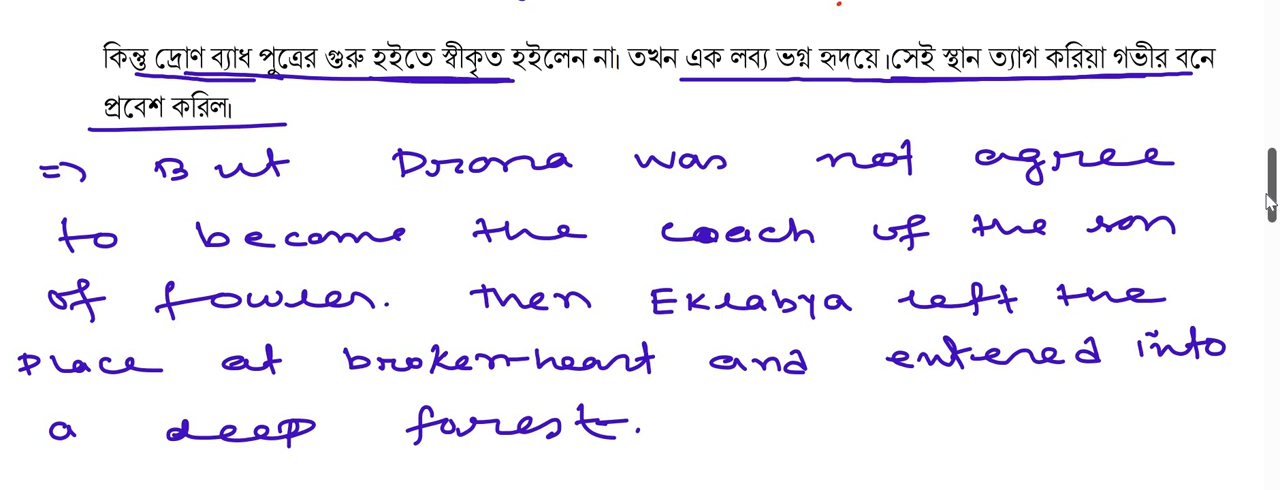 কিন্তু দ্রোণ ব্যাধ পুত্রের গুরু হইতে স্বীকৃত হইলেন না। তখন এক লব্য ভগ্ন হৃদয়ে।সেই স্থান ত্যাগ করিয়া গভীর বনে
প্রবেশ করিল।
=> But Drona was not agree
to become the coach of the son
of fowler. Then Eklabya left the
place at broken-heart and entered into
a deep forest.